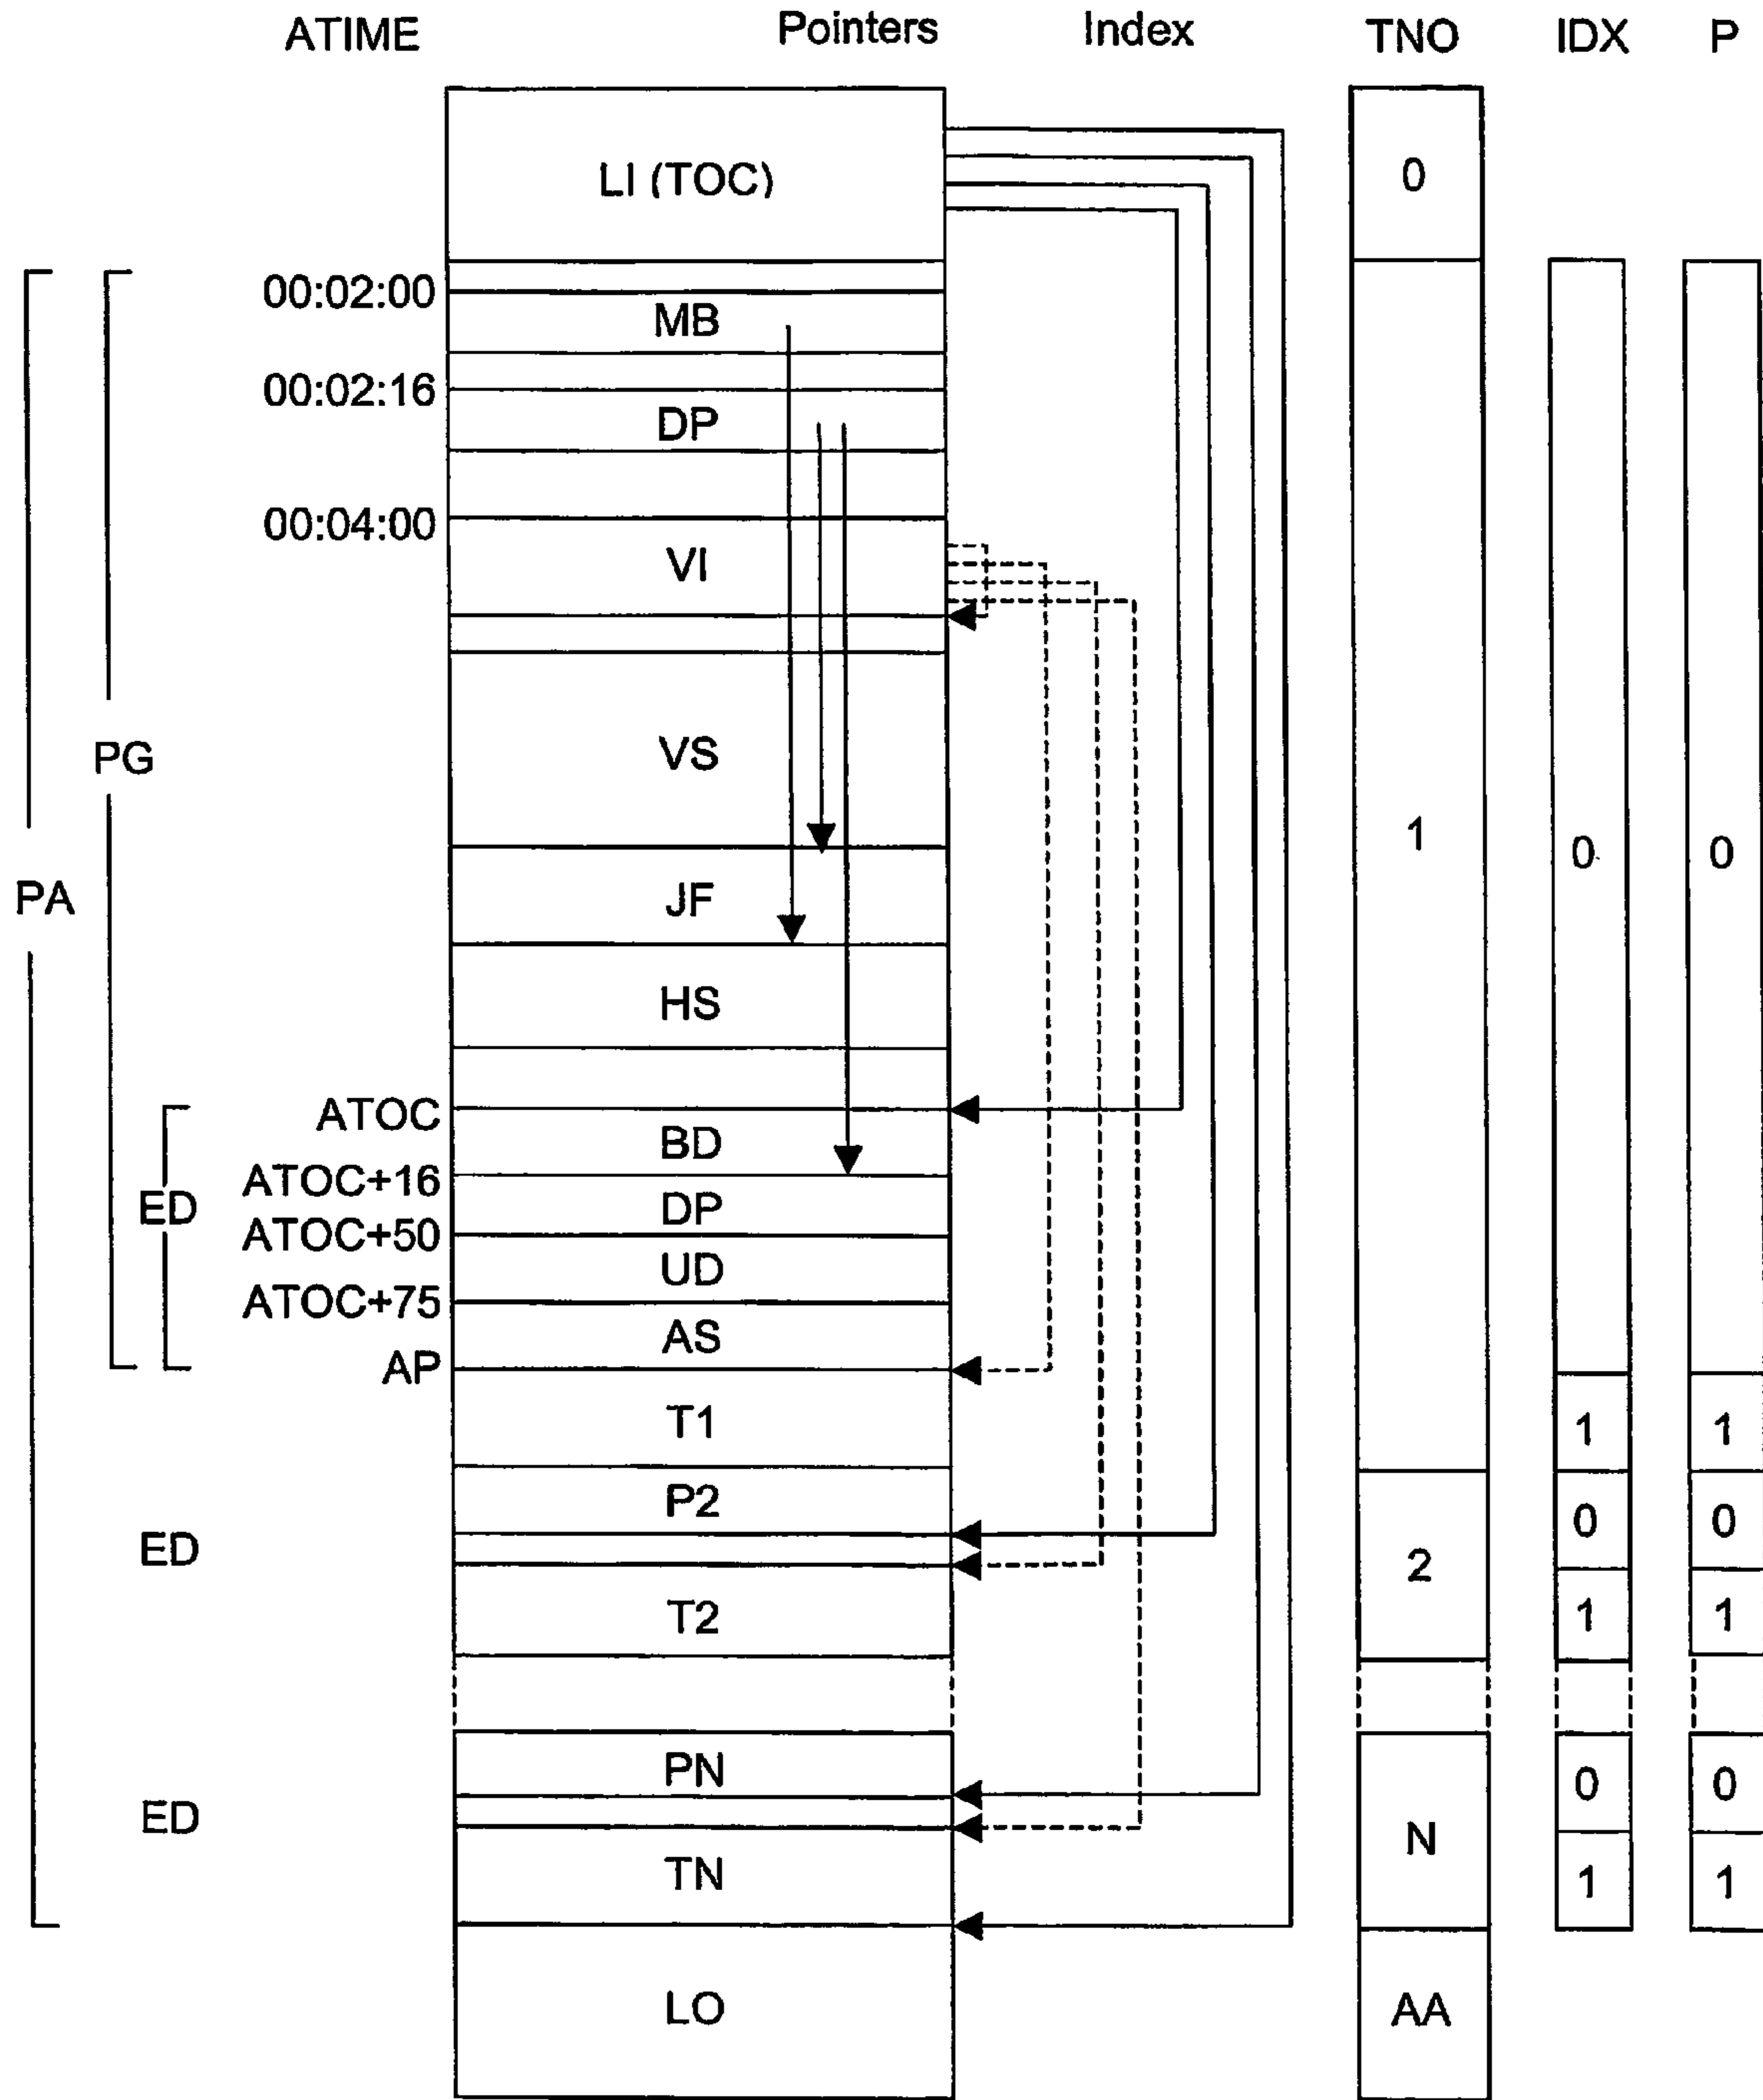 ATIME Pointers Index TNO IDX P
LI (TOC) 0
00:02:00
MB
00:02:16
DP
00:04:00
VI
PG VS
1 0 0
PA JF
HS
ATOC
BD
ATOC+16
ED DP
ATOC+50
UD
ATOC+75
AS
AP
T1 1 1
P2 0 0
ED 2
T2 1 1
PN 0 0
ED N
TN 1 1
LO AA